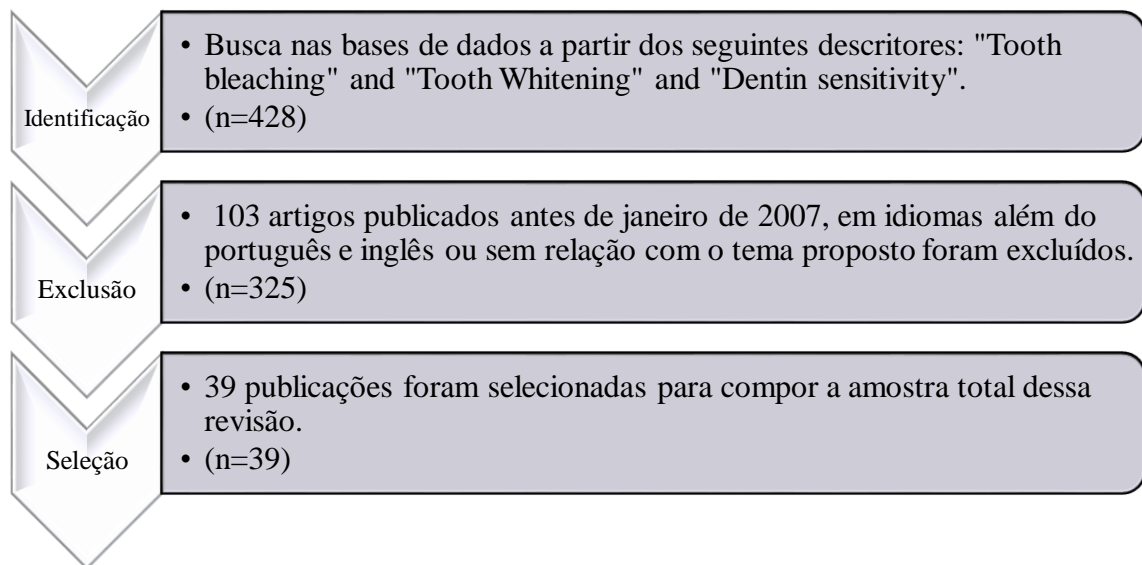 Identificação
• Busca nas bases de dados a partir dos seguintes descritores: "Tooth
bleaching" and "Tooth Whitening" and "Dentin sensitivity".
• (n=428)
Exclusão
• 103 artigos publicados antes de janeiro de 2007, em idiomas além do
português e inglês ou sem relação com o tema proposto foram excluídos.
• (n=325)
Seleção
• 39 publicações foram selecionadas para compor a amostra total dessa
revisão.
• (n=39)